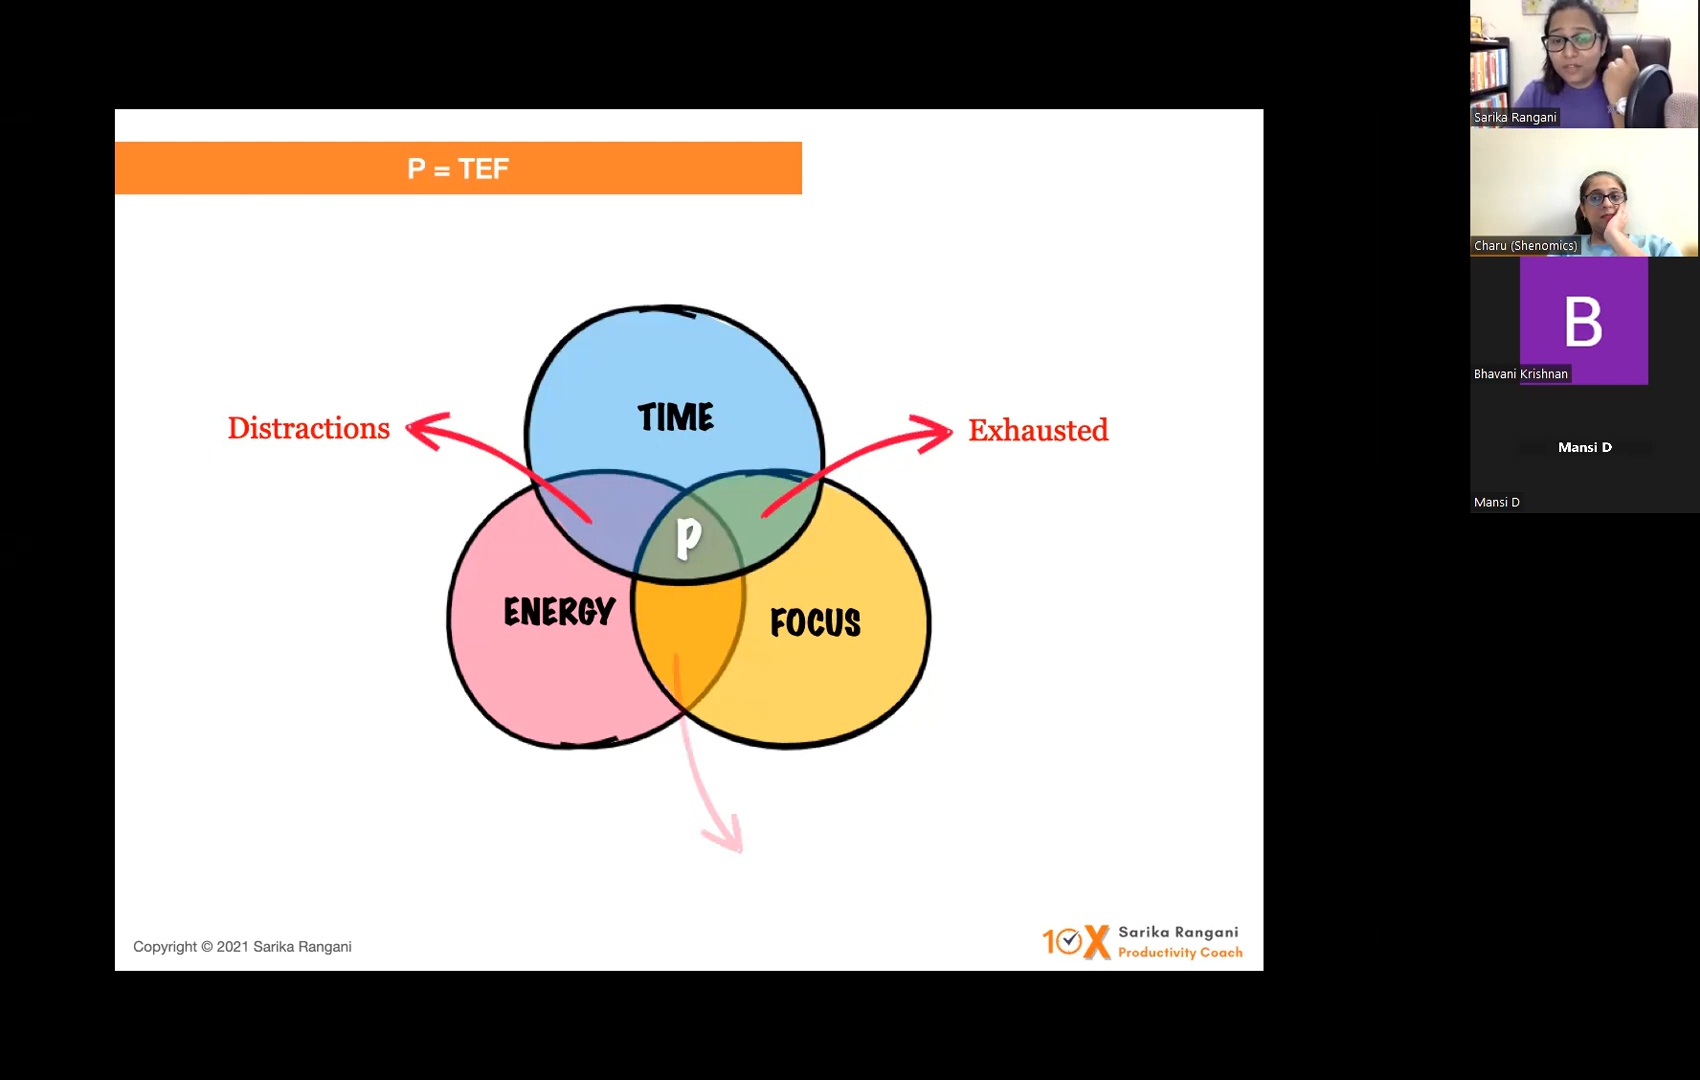 P = TEF
TIME
Distractions
Exhausted
P
ENERGY
FOCUS
Copyright © 2021 Sarika Rangani
10X
Sarika Rangani
Productivity Coach
Sarika Rangani
Charu (Shenomics)
B
Bhavani Krishnan
Mansi D
Mansi D